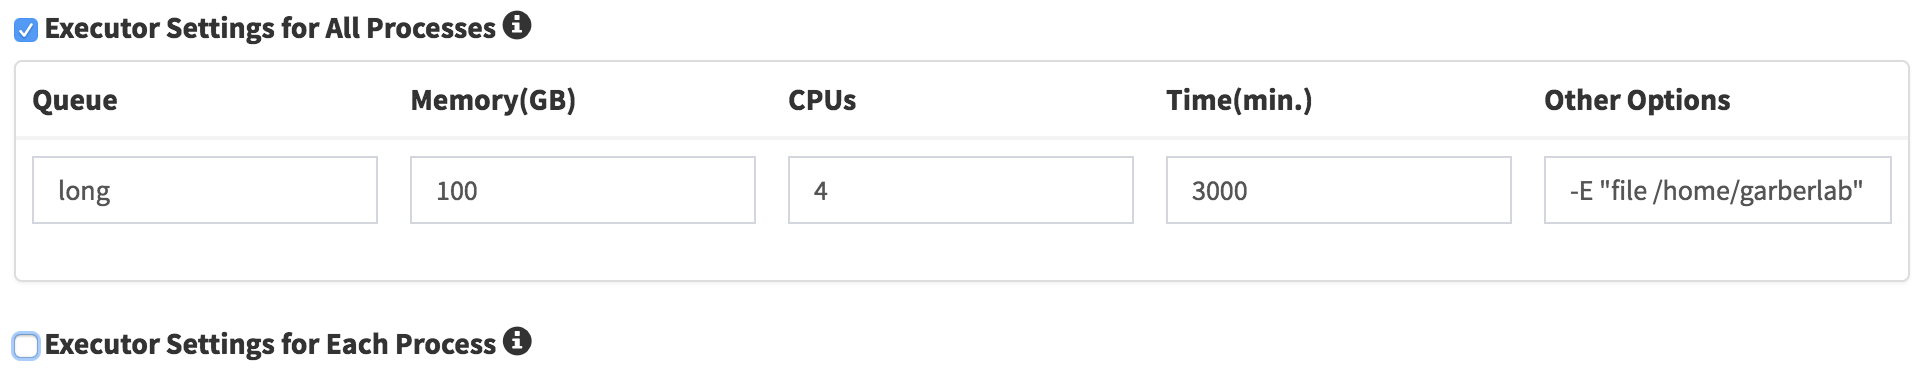 Executor Settings for All Processes
Queue Memory(GB) CPUs Time(min.) Other Options
long 100 4 3000 -E "file /home/garberlab"
Executor Settings for Each Process